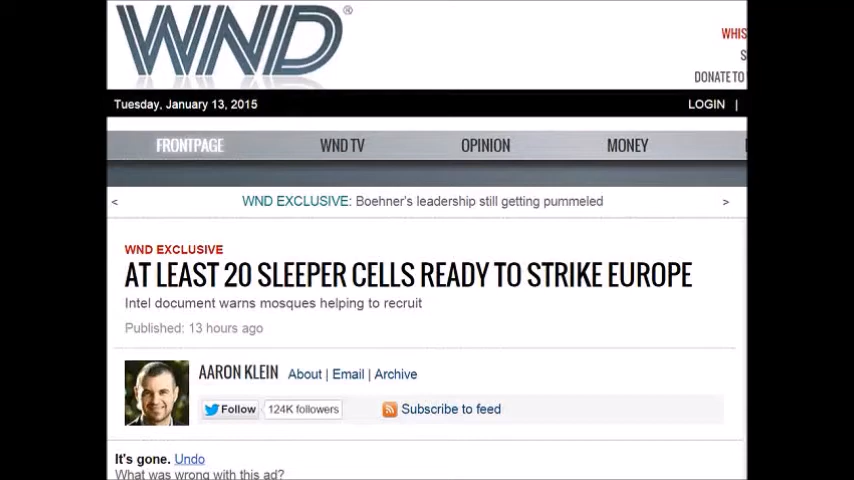 WND®
WHIS
S
DONATE TO
Tuesday, January 13, 2015 LOGIN |
FRONTPAGE WND TV OPINION MONEY
< WND EXCLUSIVE: Boehner's leadership still getting pummeled >
WND EXCLUSIVE
AT LEAST 20 SLEEPER CELLS READY TO STRIKE EUROPE
Intel document warns mosques helping to recruit
Published: 13 hours ago
AARON KLEIN About | Email | Archive
Follow 124K followers Subscribe to feed
It's gone. Undo
What was wrong with this ad?